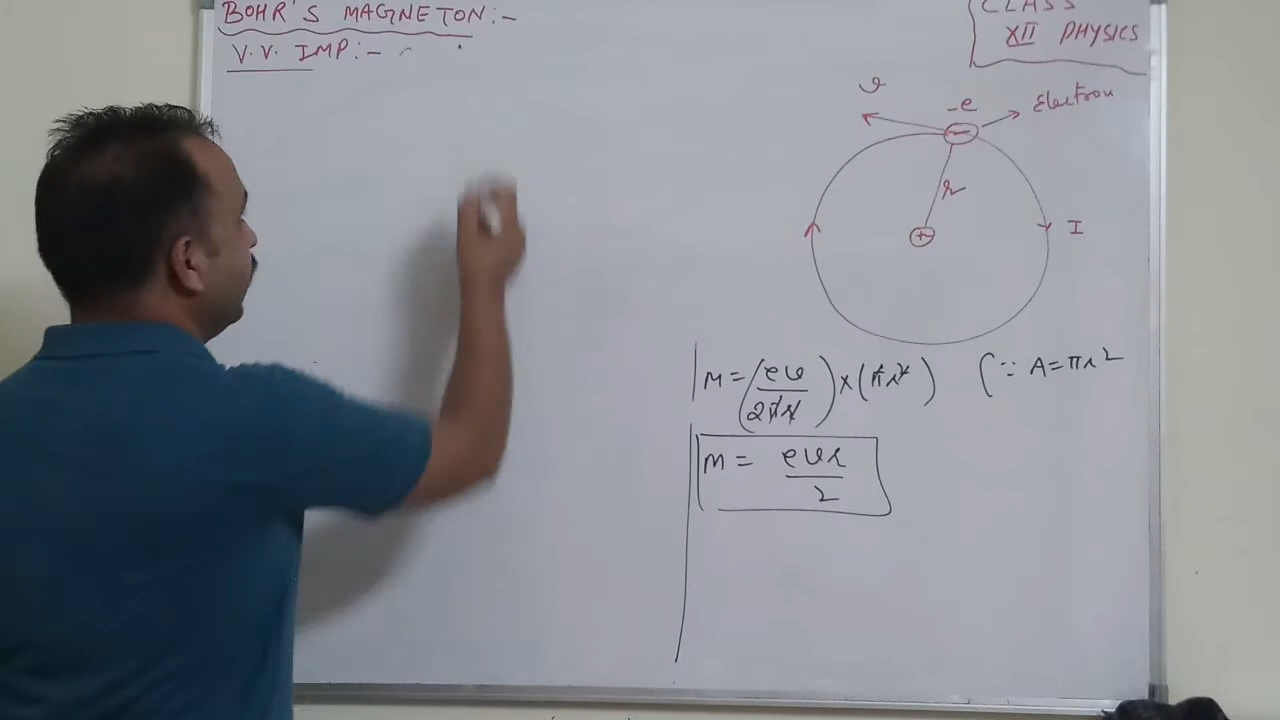 BOHR'S MAGNETON:-
V.V. IMP:-
CLASS
XII PHYSICS
v
-e
Electron
r
+
I
M = (ev/2πr) × (πr²) (∵ A = πr²
M = evr/2